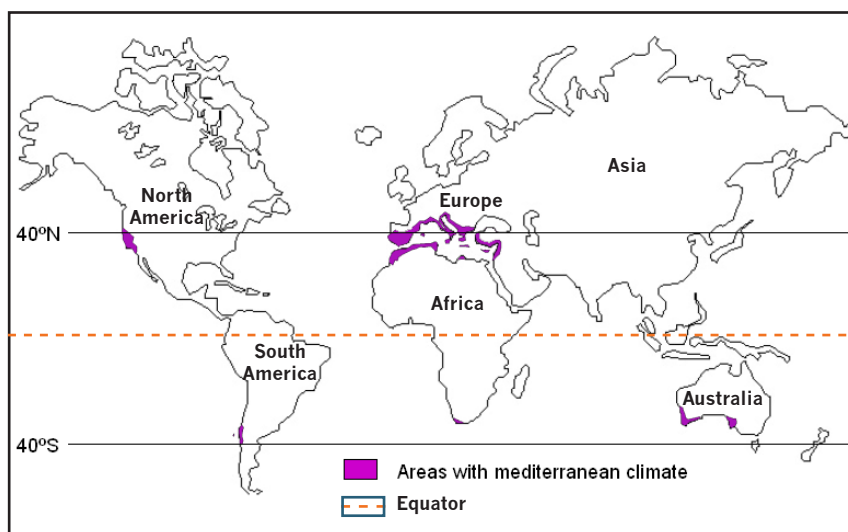 Asia
North
America
Europe
40ºN
Africa
South
America
Australia
40ºS
Areas with mediterranean climate
Equator